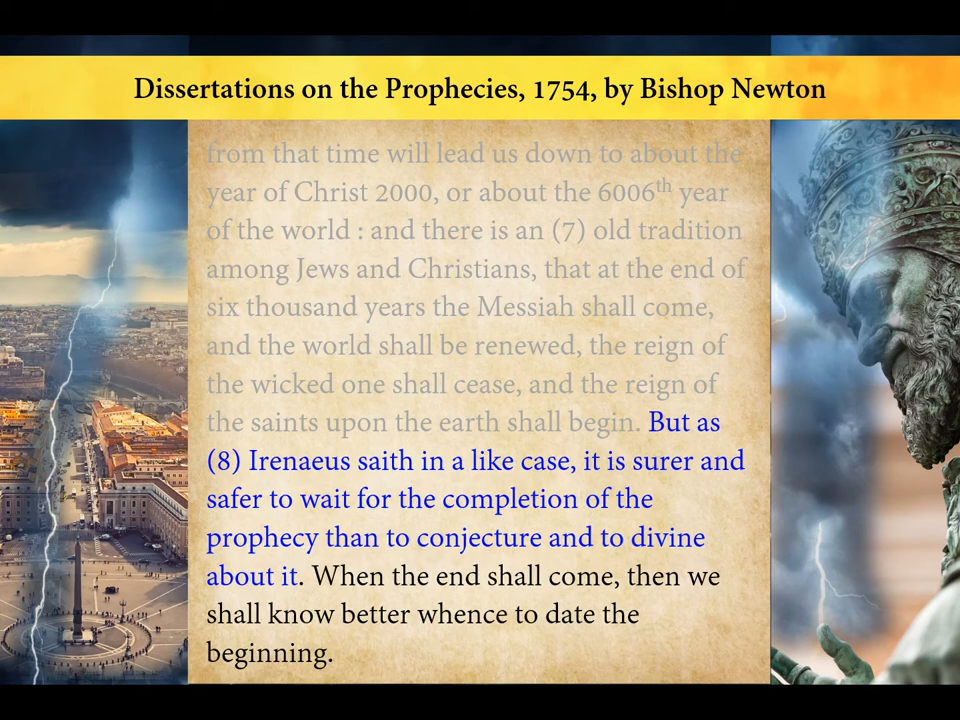 Dissertations on the Prophecies, 1754, by Bishop Newton
from that time will lead us down to about the
year of Christ 2000, or about the 6006th year
of the world : and there is an (7) old tradition
among Jews and Christians, that at the end of
six thousand years the Messiah shall come,
and the world shall be renewed, the reign of
the wicked one shall cease, and the reign of
the saints upon the earth shall begin. But as
(8) Irenaeus saith in a like case, it is surer and
safer to wait for the completion of the
prophecy than to conjecture and to divine
about it. When the end shall come, then we
shall know better whence to date the
beginning.